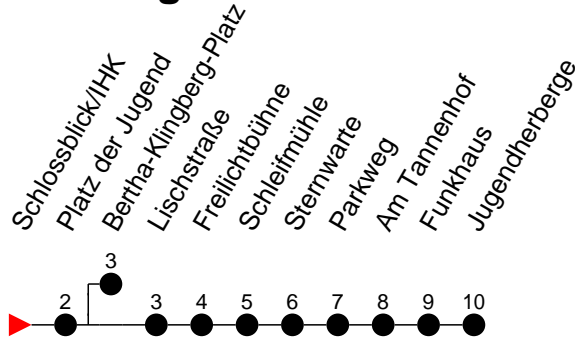 Schlossblick/IHK
Platz der Jugend
Bertha-Klingberg-Platz
Lischstraße
Freilichtbühne
Schleifmühle
Sternwarte
Parkweg
Am Tannenhof
Funkhaus
Jugendherberge
3
2 3 4 5 6 7 8 9 10